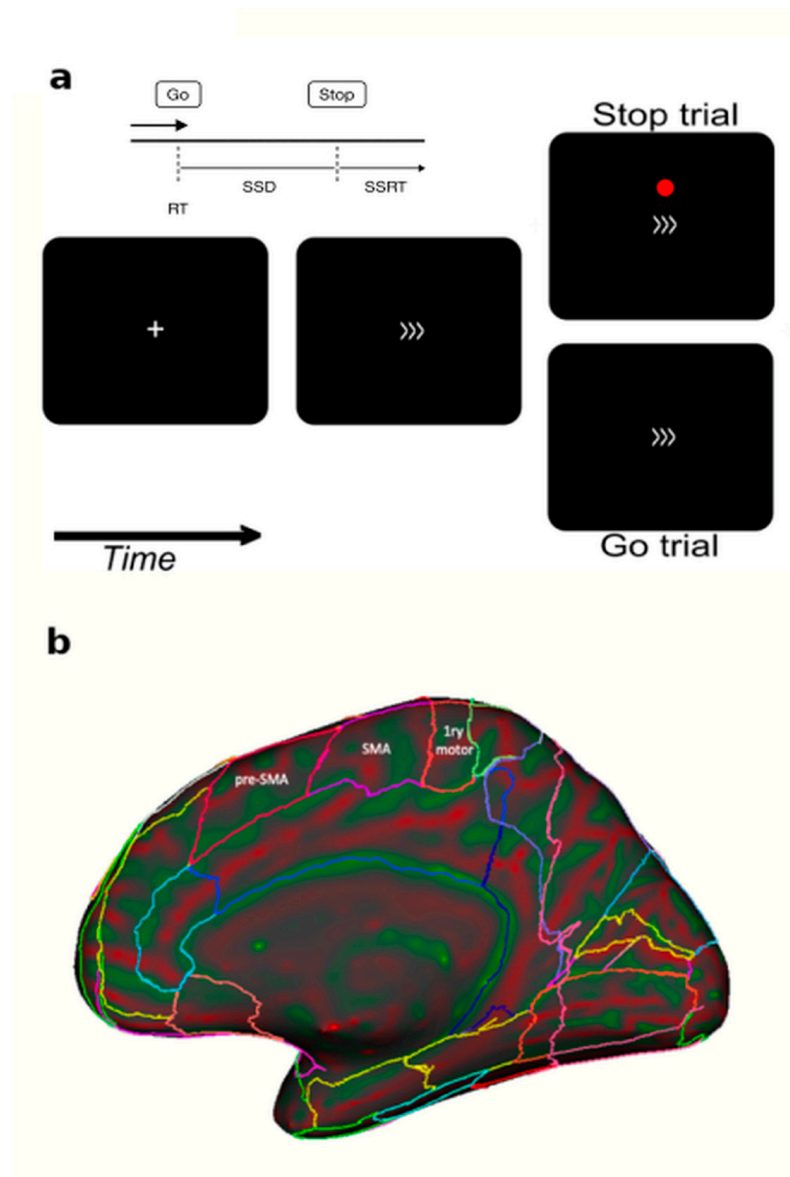 a
Go
Stop
SSD
SSRT
RT
Stop trial
+
》》》
Go trial
Time
b
pre-SMA
SMA
1ry
motor